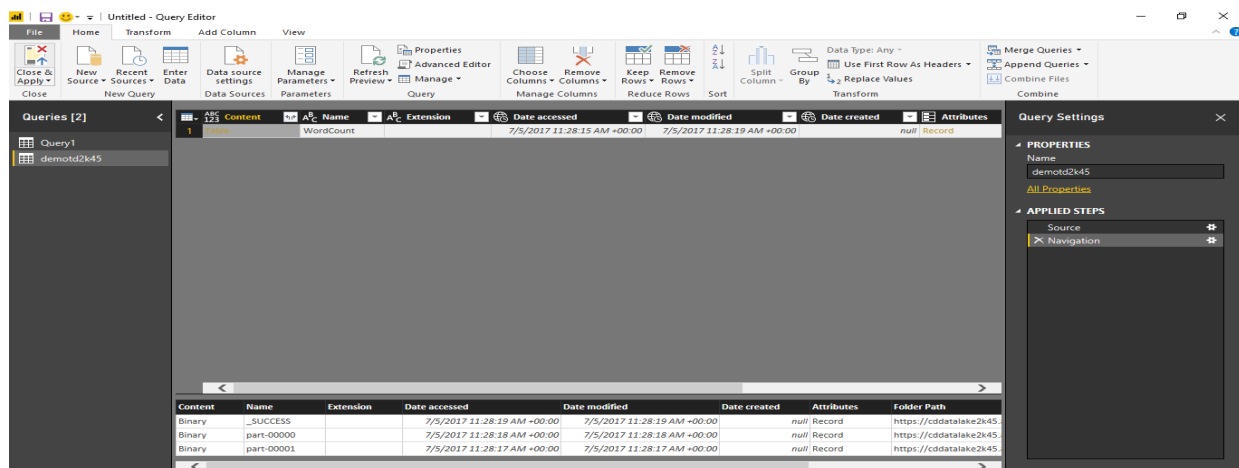 Untitled - Query Editor
File Home Transform Add Column View
Close & Apply New Source Recent Sources Enter Data Data source settings Manage Parameters Refresh Preview Properties Advanced Editor Manage Choose Columns Remove Columns Keep Rows Remove Rows Split Column Group By Data Type: Any Use First Row As Headers Replace Values Merge Queries Append Queries Combine Files
Close New Query Data Sources Parameters Query Manage Columns Reduce Rows Sort Transform Combine
Queries [2] <
Query1
demotd2k45
ABC 123 Content ABC Name ABC Extension Date accessed Date modified Date created Attributes
1 Table WordCount 7/5/2017 11:28:15 AM +00:00 7/5/2017 11:28:19 AM +00:00 null Record
Content Name Extension Date accessed Date modified Date created Attributes Folder Path
Binary _SUCCESS 7/5/2017 11:28:19 AM +00:00 7/5/2017 11:28:19 AM +00:00 null Record https://cddatalake2k45.
Binary part-00000 7/5/2017 11:28:18 AM +00:00 7/5/2017 11:28:18 AM +00:00 null Record https://cddatalake2k45.
Binary part-00001 7/5/2017 11:28:17 AM +00:00 7/5/2017 11:28:17 AM +00:00 null Record https://cddatalake2k45.
Query Settings
PROPERTIES
Name
demotd2k45
All Properties
APPLIED STEPS
Source
Navigation